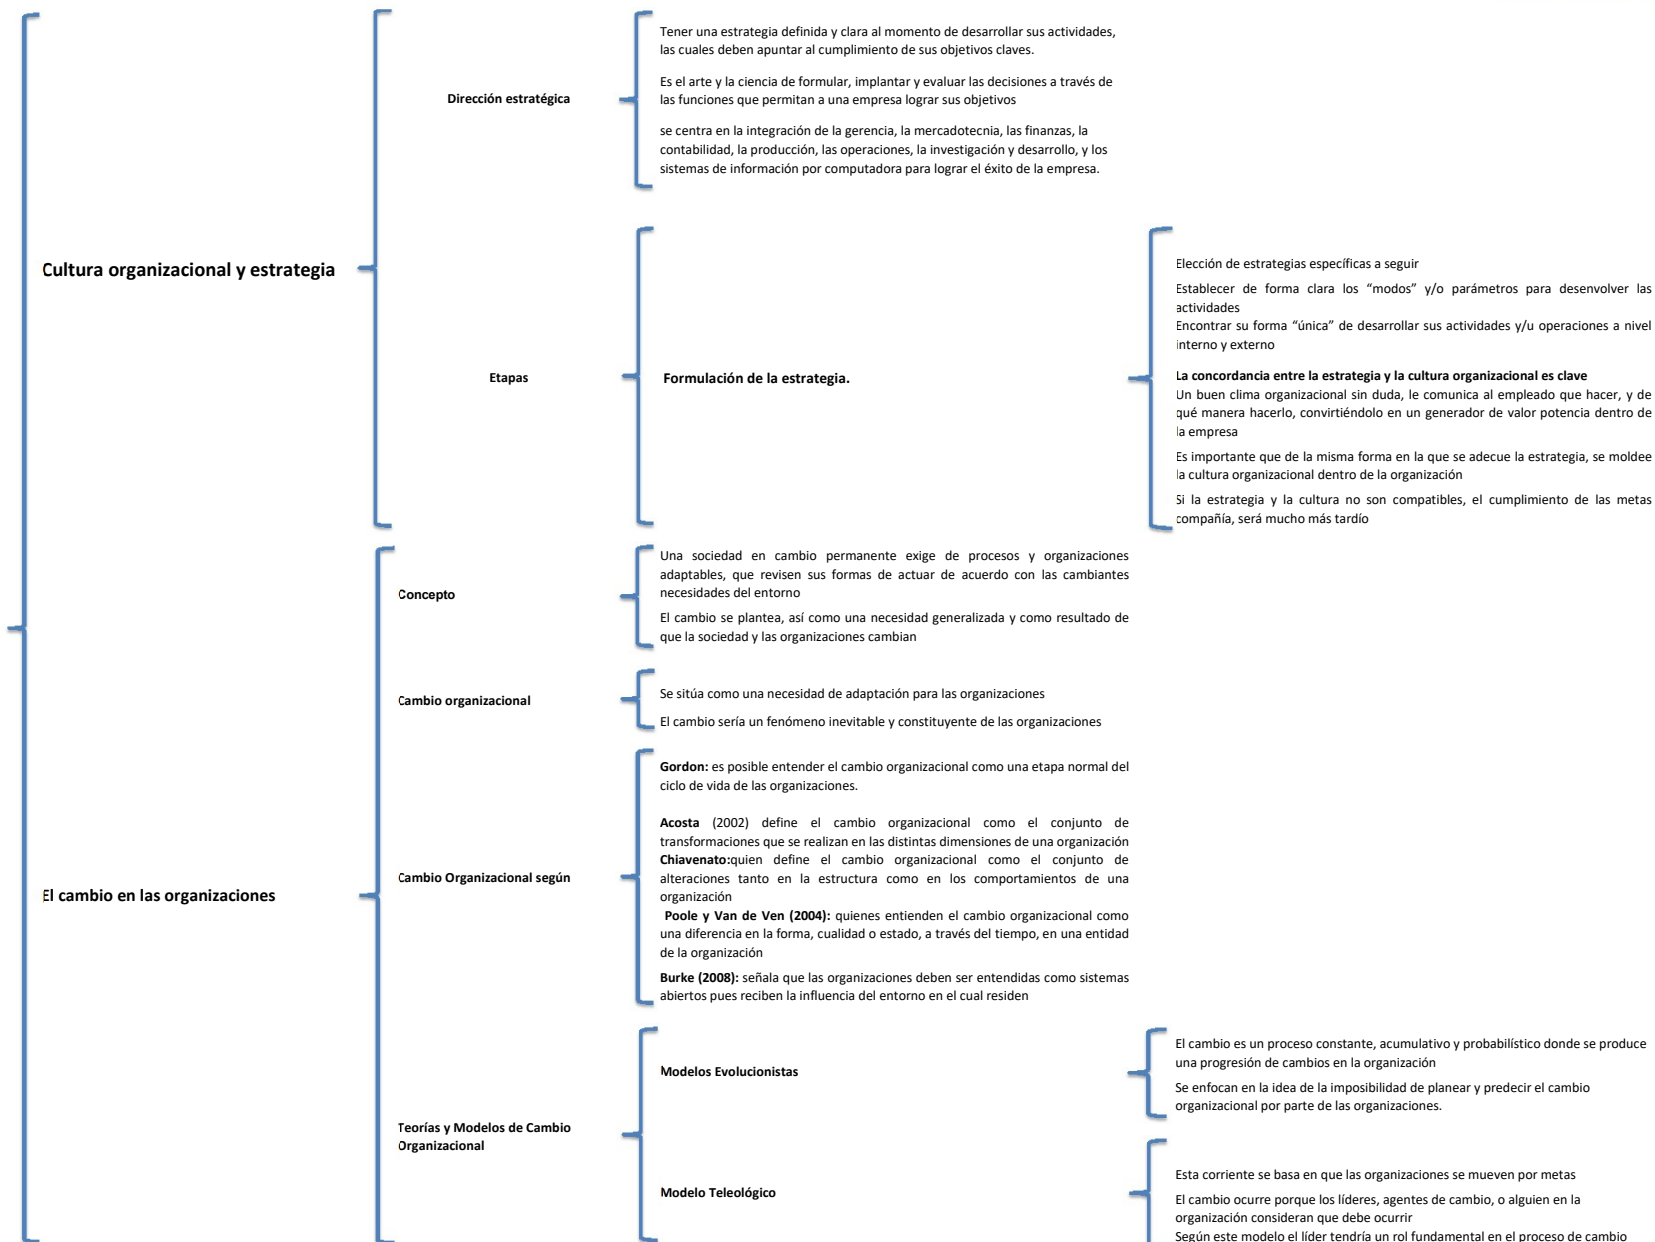 Tener una estrategia definida y clara al momento de desarrollar sus actividades,
las cuales deben apuntar al cumplimiento de sus objetivos claves.
Es el arte y la ciencia de formular, implantar y evaluar las decisiones a través de
las funciones que permitan a una empresa lograr sus objetivos
Dirección estratégica
se centra en la integración de la gerencia, la mercadotecnia, las finanzas, la
contabilidad, la producción, las operaciones, la investigación y desarrollo, y los
sistemas de información por computadora para lograr el éxito de la empresa.
Cultura organizacional y estrategia
Etapas
Formulación de la estrategia.
Elección de estrategias específicas a seguir
Establecer de forma clara los “modos” y/o parámetros para desenvolver las
actividades
Encontrar su forma “única” de desarrollar sus actividades y/u operaciones a nivel
interno y externo
La concordancia entre la estrategia y la cultura organizacional es clave
Un buen clima organizacional sin duda, le comunica al empleado que hacer, y de
qué manera hacerlo, convirtiéndolo en un generador de valor potencia dentro de
la empresa
Es importante que de la misma forma en la que se adecue la estrategia, se moldee
la cultura organizacional dentro de la organización
Si la estrategia y la cultura no son compatibles, el cumplimiento de las metas
compañía, será mucho más tardío
Concepto
Una sociedad en cambio permanente exige de procesos y organizaciones
adaptables, que revisen sus formas de actuar de acuerdo con las cambiantes
necesidades del entorno
El cambio se plantea, así como una necesidad generalizada y como resultado de
que la sociedad y las organizaciones cambian
Cambio organizacional
Se sitúa como una necesidad de adaptación para las organizaciones
El cambio sería un fenómeno inevitable y constituyente de las organizaciones
El cambio en las organizaciones
Cambio Organizacional según
Gordon: es posible entender el cambio organizacional como una etapa normal del
ciclo de vida de las organizaciones.
Acosta (2002) define el cambio organizacional como el conjunto de
transformaciones que se realizan en las distintas dimensiones de una organización
Chiavenato:quien define el cambio organizacional como el conjunto de
alteraciones tanto en la estructura como en los comportamientos de una
organización
Poole y Van de Ven (2004): quienes entienden el cambio organizacional como
una diferencia en la forma, cualidad o estado, a través del tiempo, en una entidad
de la organización
Burke (2008): señala que las organizaciones deben ser entendidas como sistemas
abiertos pues reciben la influencia del entorno en el cual residen
Teorías y Modelos de Cambio
Organizacional
Modelos Evolucionistas
El cambio es un proceso constante, acumulativo y probabilístico donde se produce
una progresión de cambios en la organización
Se enfocan en la idea de la imposibilidad de planear y predecir el cambio
organizacional por parte de las organizaciones.
Modelo Teleológico
Esta corriente se basa en que las organizaciones se mueven por metas
El cambio ocurre porque los líderes, agentes de cambio, o alguien en la
organización consideran que debe ocurrir
Según este modelo el líder tendría un rol fundamental en el proceso de cambio